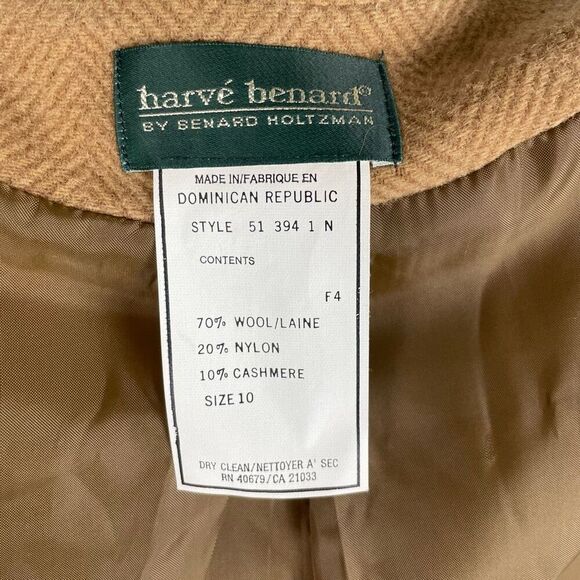 harvé benard®
BY BENARD HOLTZMAN
MADE IN/FABRIQUE EN
DOMINICAN REPUBLIC
STYLE 51 394 1 N
CONTENTS
F4
70% WOOL/LAINE
20% NYLON
10% CASHMERE
SIZE 10
DRY CLEAN/NETTOYER A' SEC
RN 40679/CA 21033